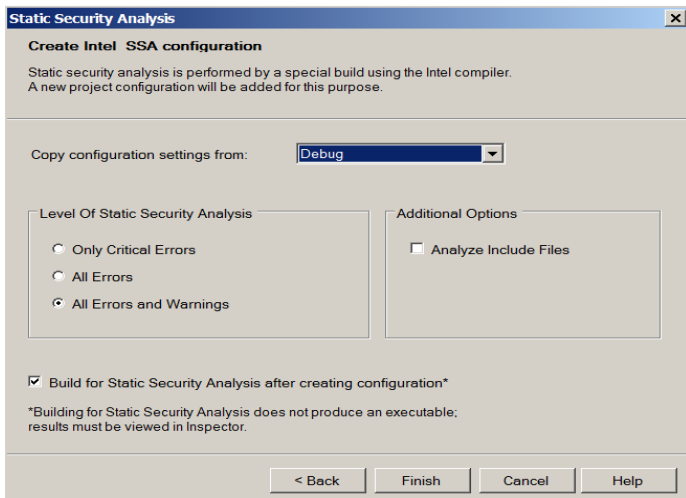 Static Security Analysis
Create Intel SSA configuration
Static security analysis is performed by a special build using the Intel compiler.
A new project configuration will be added for this purpose.
Copy configuration settings from: Debug
Level Of Static Security Analysis
Only Critical Errors
All Errors
All Errors and Warnings
Additional Options
Analyze Include Files
Build for Static Security Analysis after creating configuration*
*Building for Static Security Analysis does not produce an executable;
results must be viewed in Inspector.
< Back Finish Cancel Help